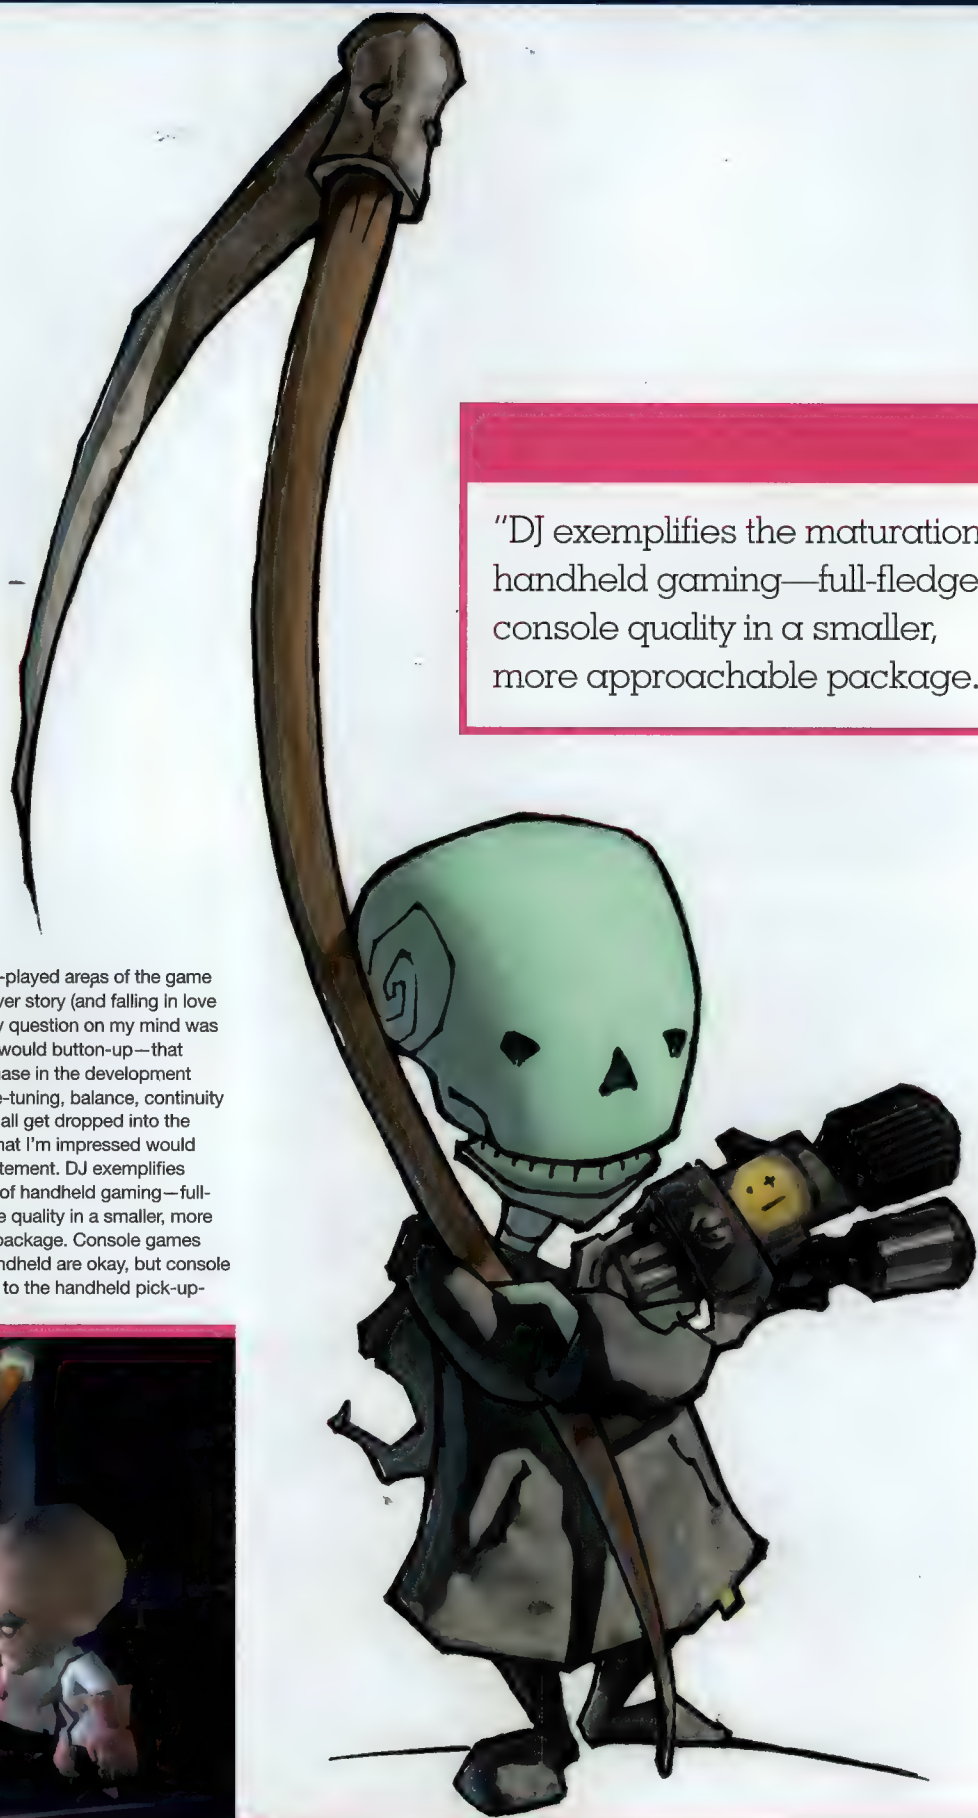 "DJ exemplifies the maturation
handheld gaming—full-fledge
console quality in a smaller,
more approachable package.
-played areas of the game
ver story (and falling in love
question on my mind was
would button-up—that
ase in the development
e-tuning, balance, continuity
all get dropped into the
hat I'm impressed would
tement. DJ exemplifies
of handheld gaming—full-
e quality in a smaller, more
package. Console games
ndheld are okay, but console
to the handheld pick-up-